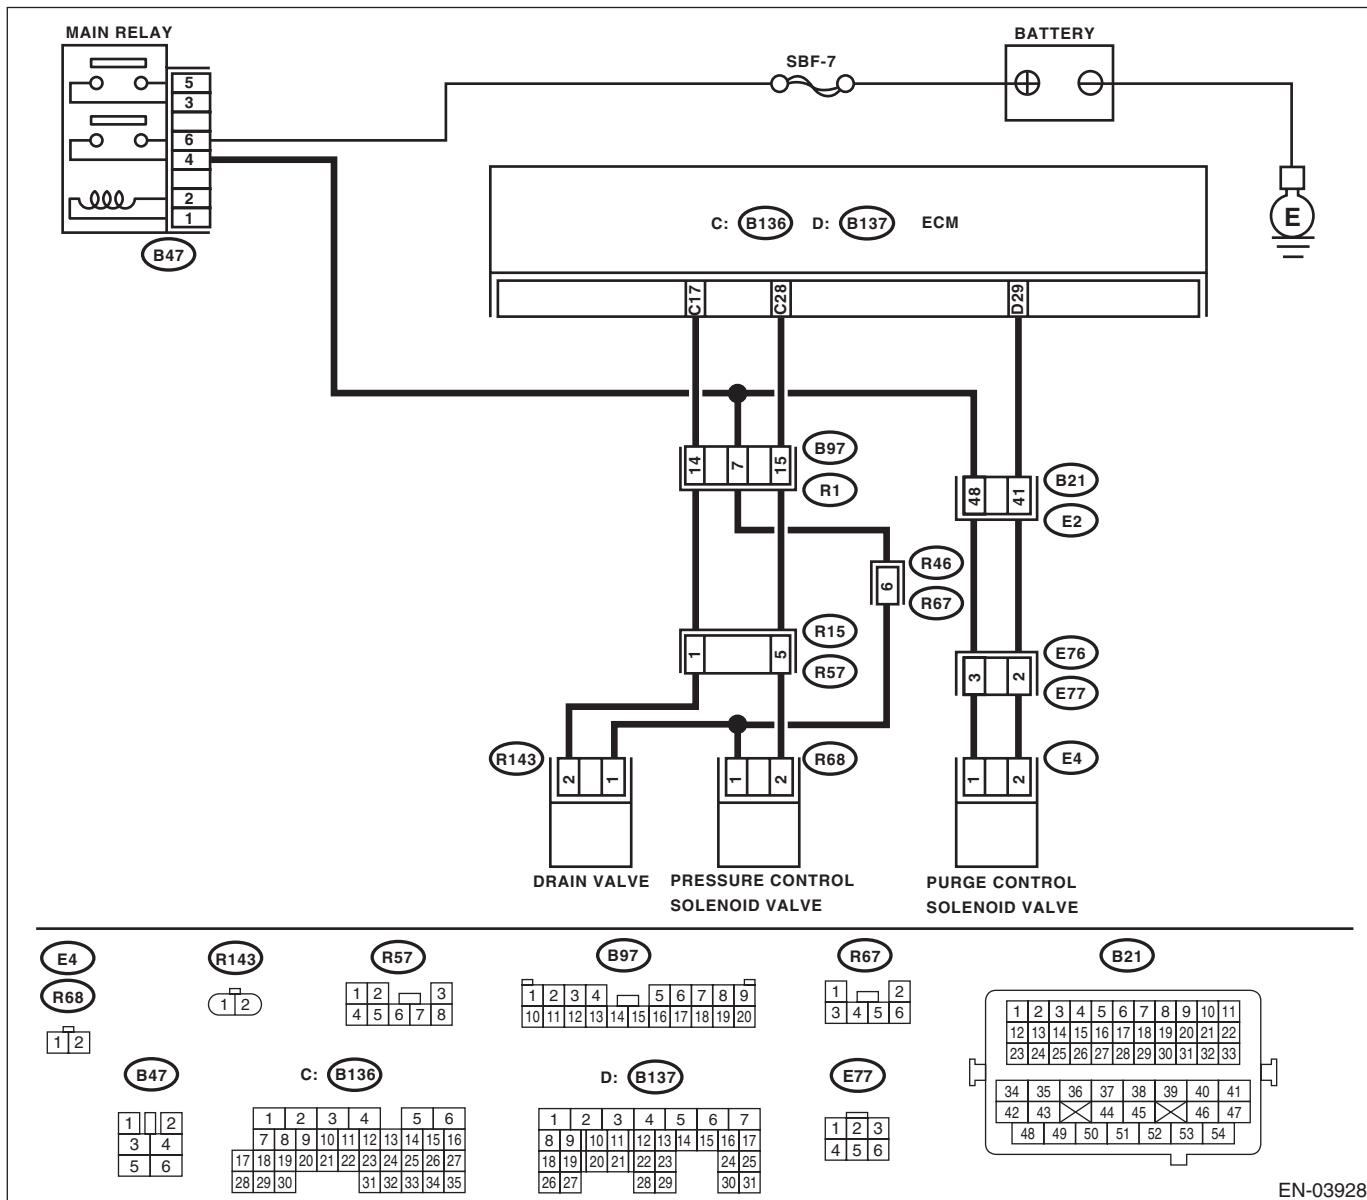 MAIN RELAY
BATTERY
SBF-7
5
3
6
4
2
1
B47
E
C: B136 D: B137 ECM
C17 C28 D29
14 7 15
B97
R1
48 41
B21
E2
6
R46
R67
1 5
R15
R57
3 2
E76
E77
R143
2 1
1 2
R68
1 2
E4
DRAIN VALVE
PRESSURE CONTROL
SOLENOID VALVE
PURGE CONTROL
SOLENOID VALVE
E4
R68
1 2
R143
1 2
R57
1 2 3
4 5 6 7 8
B97
1 2 3 4 5 6 7 8 9
10 11 12 13 14 15 16 17 18 19 20
R67
1 2
3 4 5 6
B21
1 2 3 4 5 6 7 8 9 10 11
12 13 14 15 16 17 18 19 20 21 22
23 24 25 26 27 28 29 30 31 32 33
34 35 36 37 38 39 40 41
42 43 44 45 46 47
48 49 50 51 52 53 54
B47
1 2
3 4
5 6
C: B136
1 2 3 4 5 6
7 8 9 10 11 12 13 14 15 16
17 18 19 20 21 22 23 24 25 26 27
28 29 30 31 32 33 34 35
D: B137
1 2 3 4 5 6 7
8 9 10 11 12 13 14 15 16 17
18 19 20 21 22 23 24 25
26 27 28 29 30 31
E77
1 2 3
4 5 6
EN-03928